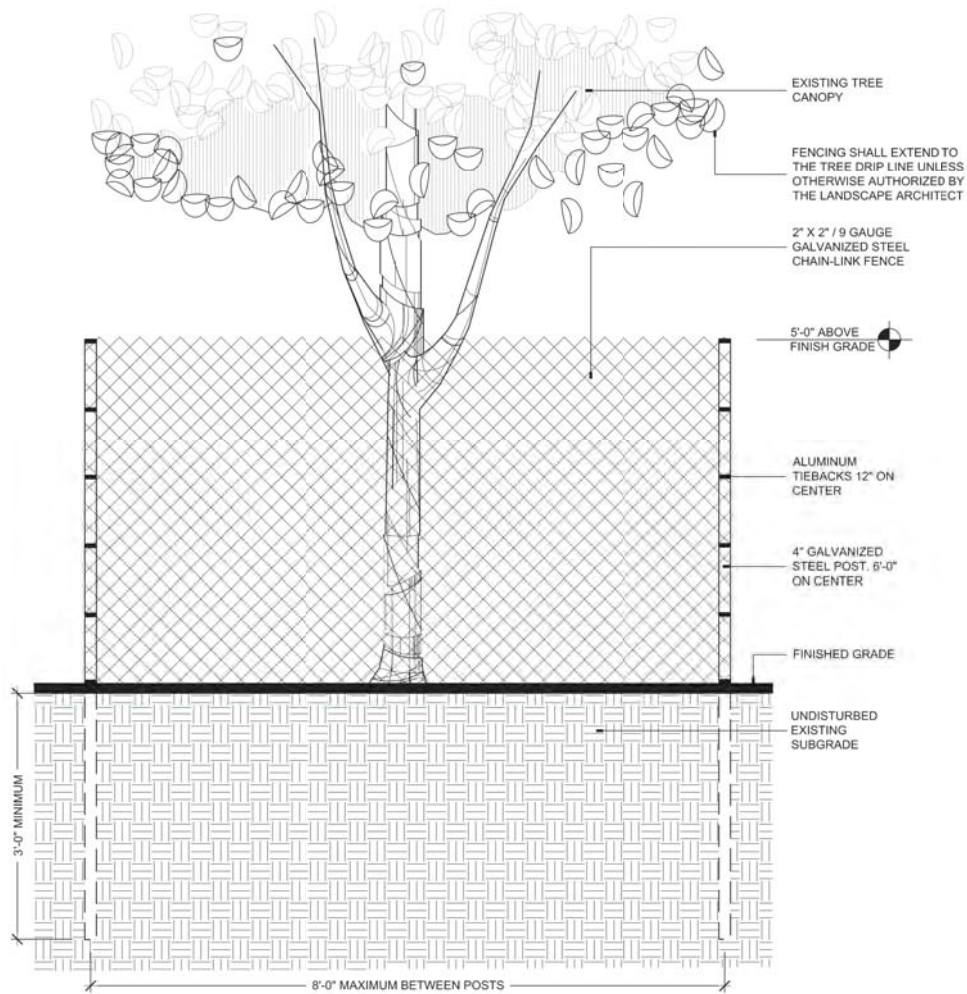 EXISTING TREE
CANOPY
FENCING SHALL EXTEND TO
THE TREE DRIP LINE UNLESS
OTHERWISE AUTHORIZED BY
THE LANDSCAPE ARCHITECT
2" X 2" / 9 GAUGE
GALVANIZED STEEL
CHAIN-LINK FENCE
5'-0" ABOVE
FINISH GRADE
ALUMINUM
TIEBACKS 12" ON
CENTER
4" GALVANIZED
STEEL POST. 6'-0"
ON CENTER
FINISHED GRADE
UNDISTURBED
EXISTING
SUBGRADE
3'-0" MINIMUM
8'-0" MAXIMUM BETWEEN POSTS